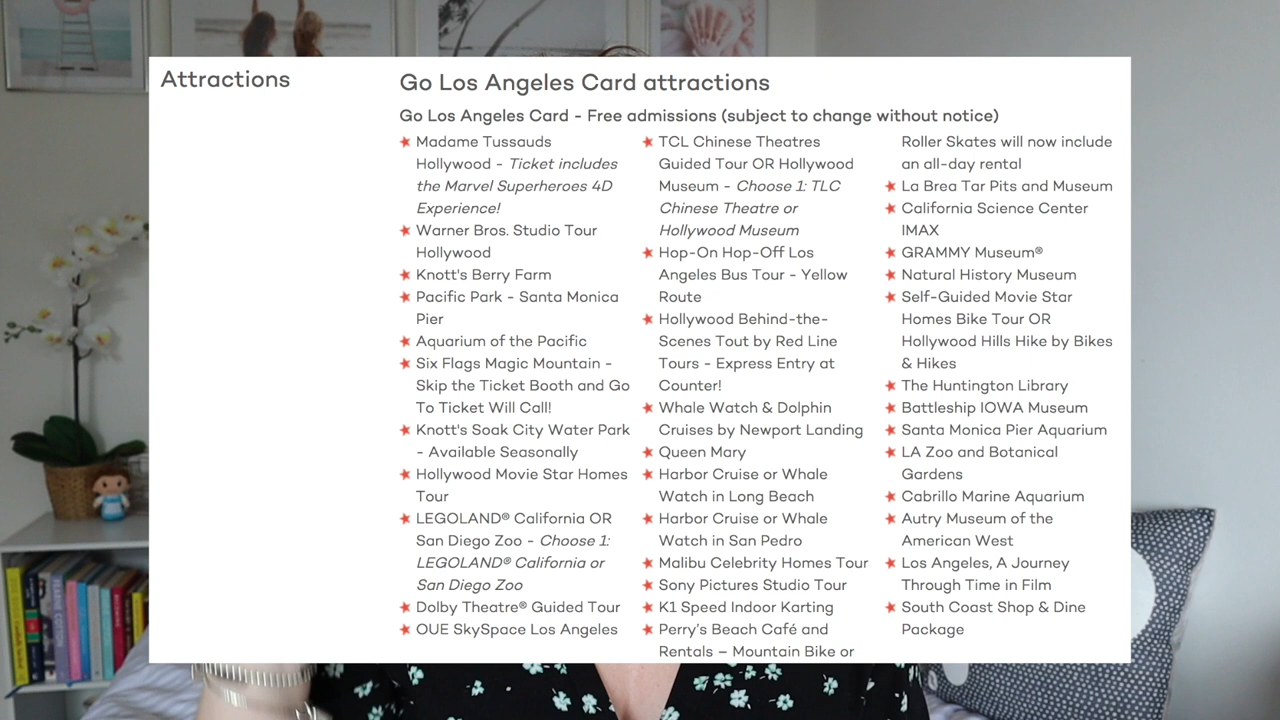 Attractions
Go Los Angeles Card attractions
Go Los Angeles Card - Free admissions (subject to change without notice)
Madame Tussauds
Hollywood - Ticket includes
the Marvel Superheroes 4D
Experience!
Warner Bros. Studio Tour
Hollywood
Knott's Berry Farm
Pacific Park - Santa Monica
Pier
Aquarium of the Pacific
Six Flags Magic Mountain -
Skip the Ticket Booth and Go
To Ticket Will Call!
Knott's Soak City Water Park
- Available Seasonally
Hollywood Movie Star Homes
Tour
LEGOLAND® California OR
San Diego Zoo - Choose 1:
LEGOLAND® California or
San Diego Zoo
Dolby Theatre® Guided Tour
OUE SkySpace Los Angeles
TCL Chinese Theatres
Guided Tour OR Hollywood
Museum - Choose 1: TLC
Chinese Theatre or
Hollywood Museum
Hop-On Hop-Off Los
Angeles Bus Tour - Yellow
Route
Hollywood Behind-the-
Scenes Tout by Red Line
Tours - Express Entry at
Counter!
Whale Watch & Dolphin
Cruises by Newport Landing
Queen Mary
Harbor Cruise or Whale
Watch in Long Beach
Harbor Cruise or Whale
Watch in San Pedro
Malibu Celebrity Homes Tour
Sony Pictures Studio Tour
K1 Speed Indoor Karting
Perry's Beach Café and
Rentals – Mountain Bike or
Roller Skates will now include
an all-day rental
La Brea Tar Pits and Museum
California Science Center
IMAX
GRAMMY Museum®
Natural History Museum
Self-Guided Movie Star
Homes Bike Tour OR
Hollywood Hills Hike by Bikes
& Hikes
The Huntington Library
Battleship IOWA Museum
Santa Monica Pier Aquarium
LA Zoo and Botanical
Gardens
Cabrillo Marine Aquarium
Autry Museum of the
American West
Los Angeles, A Journey
Through Time in Film
South Coast Shop & Dine
Package